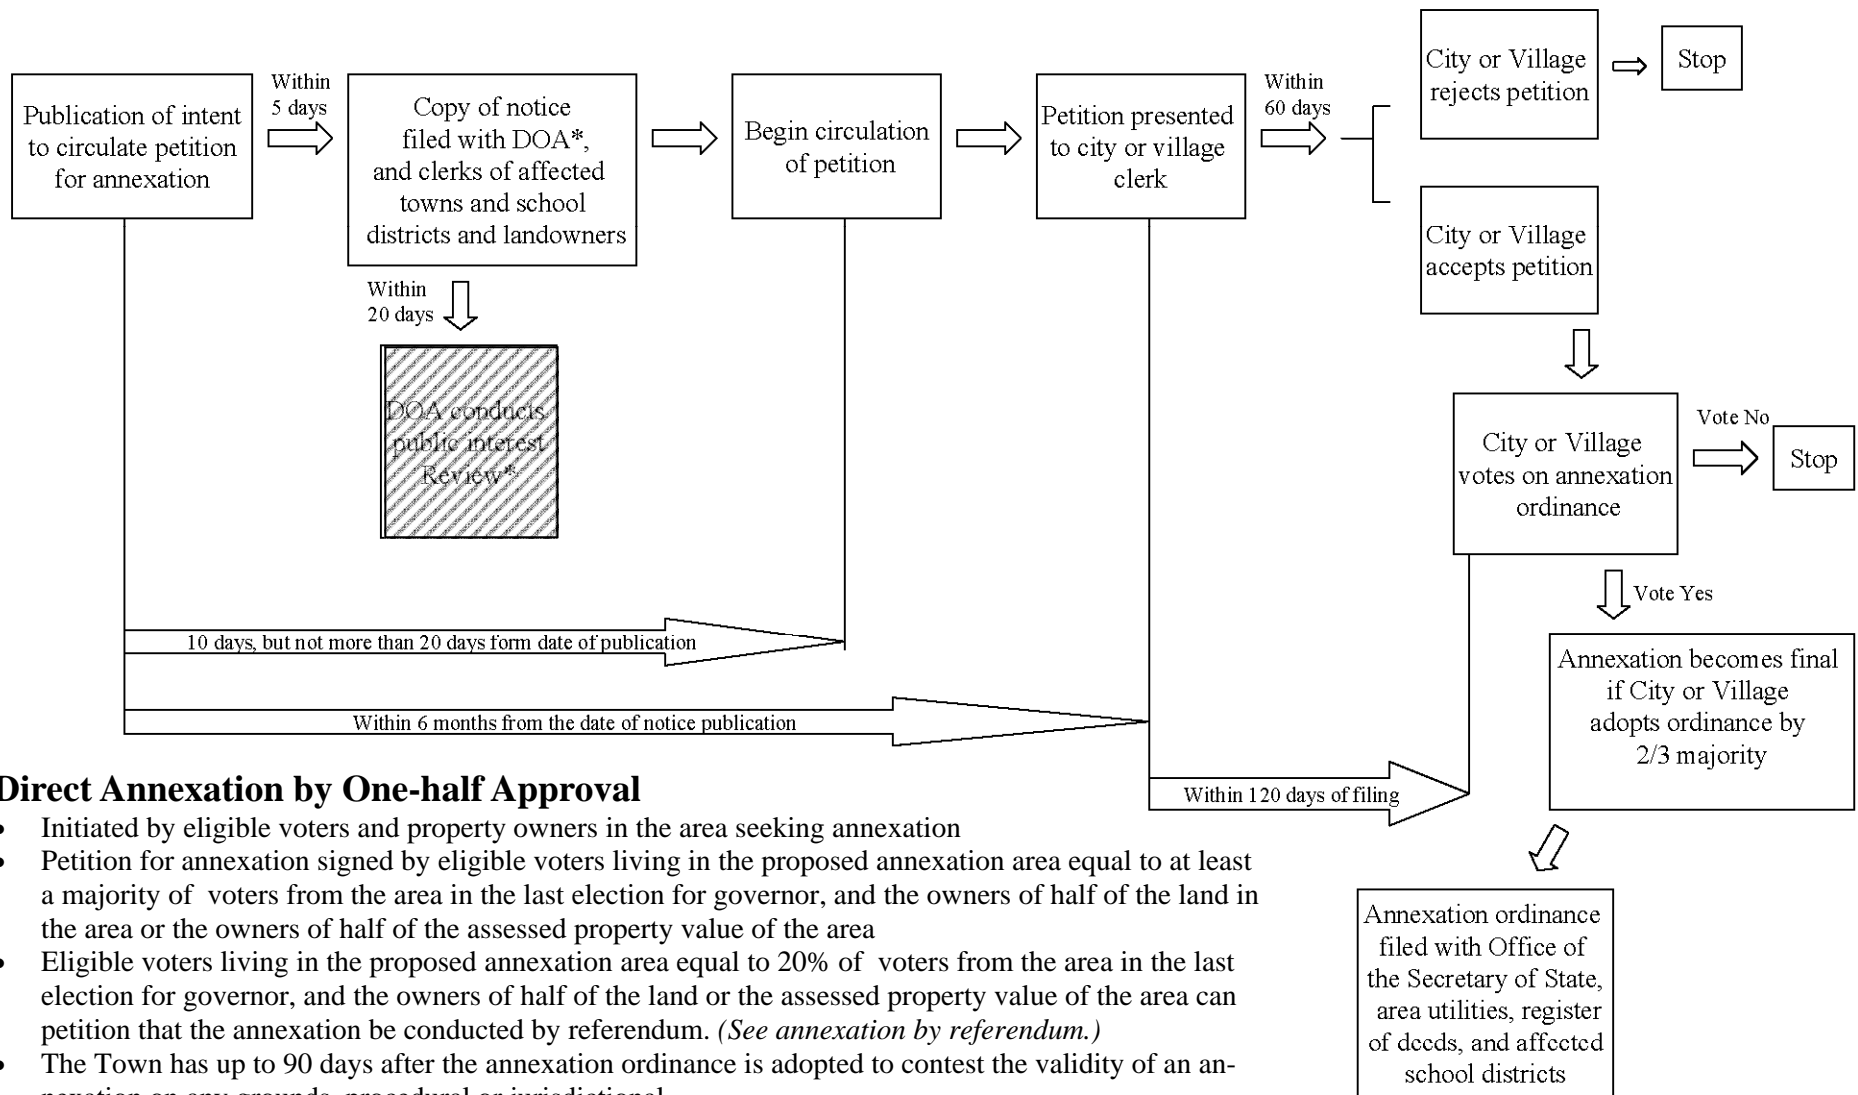 Publication of intent
to circulate petition
for annexation
Within
5 days
Copy of notice
filed with DOA*,
and clerks of affected
towns and school
districts and landowners
Within
20 days
DOA conducts
public interest
Review*
Begin circulation
of petition
Petition presented
to city or village
clerk
Within
60 days
City or Village
rejects petition
Stop
City or Village
accepts petition
City or Village
votes on annexation
ordinance
Vote No
Stop
Vote Yes
Annexation becomes final
if City or Village
adopts ordinance by
2/3 majority
Annexation ordinance
filed with Office of
the Secretary of State,
area utilities, register
of deeds, and affected
school districts
10 days, but not more than 20 days form date of publication
Within 6 months from the date of notice publication
Within 120 days of filing
Direct Annexation by One-half Approval
• Initiated by eligible voters and property owners in the area seeking annexation
• Petition for annexation signed by eligible voters living in the proposed annexation area equal to at least
a majority of voters from the area in the last election for governor, and the owners of half of the land in
the area or the owners of half of the assessed property value of the area
• Eligible voters living in the proposed annexation area equal to 20% of voters from the area in the last
election for governor, and the owners of half of the land or the assessed property value of the area can
petition that the annexation be conducted by referendum. (See annexation by referendum.)
• The Town has up to 90 days after the annexation ordinance is adopted to contest the validity of an an-
nexation on any grounds, procedural or jurisdictional